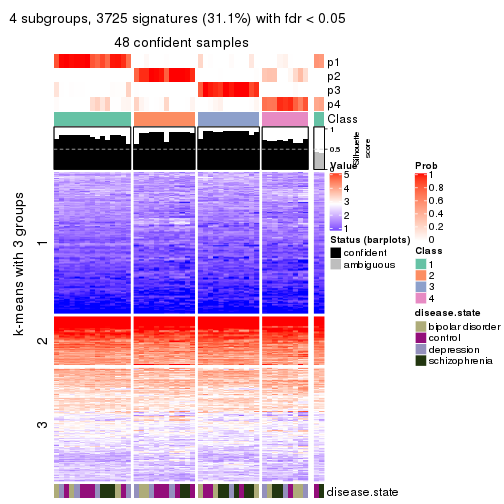 4 subgroups, 3725 signatures (31.1%) with fdr < 0.05
48 confident samples
p1
p2
p3
p4
Class
1
0.5
0
Silhouette
score
k-means with 3 groups
1
2
3
disease.state
Value
5
4
3
2
1
Status (barplots)
confident
ambiguous
Prob
1
0.8
0.6
0.4
0.2
0
Class
1
2
3
4
disease.state
bipolar disorder
control
depression
schizophrenia